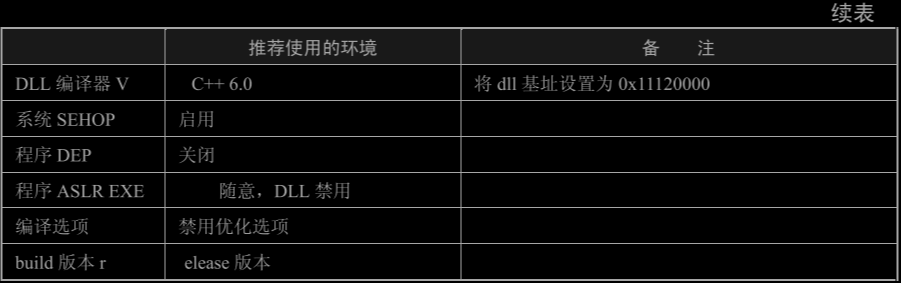 续表
推荐使用的环境 备 注
DLL 编译器 V C++ 6.0 将 dll 基址设置为 0x11120000
系统 SEHOP 启用
程序 DEP 关闭
程序 ASLR EXE 随意，DLL 禁用
编译选项 禁用优化选项
build 版本 r elease 版本